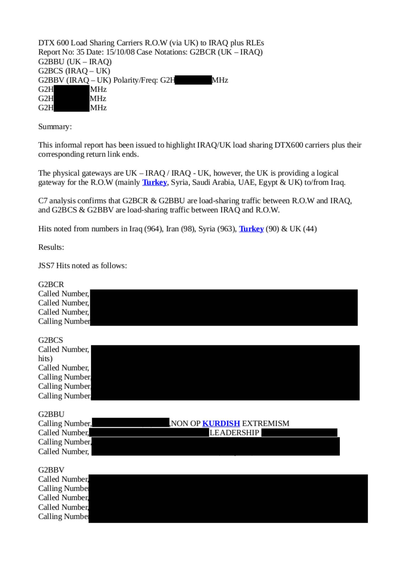 DTX 600 Load Sharing Carriers R.O.W (via UK) to IRAQ plus RLEs
Report No: 35 Date: 15/10/08 Case Notations: G2BCR (UK – IRAQ)
G2BBU (UK – IRAQ)
G2BCS (IRAQ – UK)
G2BBV (IRAQ – UK) Polarity/Freq: G2H MHz
G2H MHz
G2H MHz
G2H MHz
Summary:
This informal report has been issued to highlight IRAQ/UK load sharing DTX600 carriers plus their
corresponding return link ends.
The physical gateways are UK – IRAQ / IRAQ - UK, however, the UK is providing a logical
gateway for the R.O.W (mainly Turkey, Syria, Saudi Arabia, UAE, Egypt & UK) to/from Iraq.
C7 analysis confirms that G2BCR & G2BBU are load-sharing traffic between R.O.W and IRAQ,
and G2BCS & G2BBV are load-sharing traffic between IRAQ and R.O.W.
Hits noted from numbers in Iraq (964), Iran (98), Syria (963), Turkey (90) & UK (44)
Results:
JSS7 Hits noted as follows:
G2BCR
Called Number,
Called Number,
Called Number,
Calling Number
G2BCS
Called Number,
hits)
Called Number,
Calling Number,
Calling Number,
Calling Number,
G2BBU
Calling Number, ,NON OP KURDISH EXTREMISM
Called Number, LEADERSHIP
Calling Number,
Called Number,
G2BBV
Called Number,
Calling Numbe
Called Number,
Called Number,
Calling Numbe